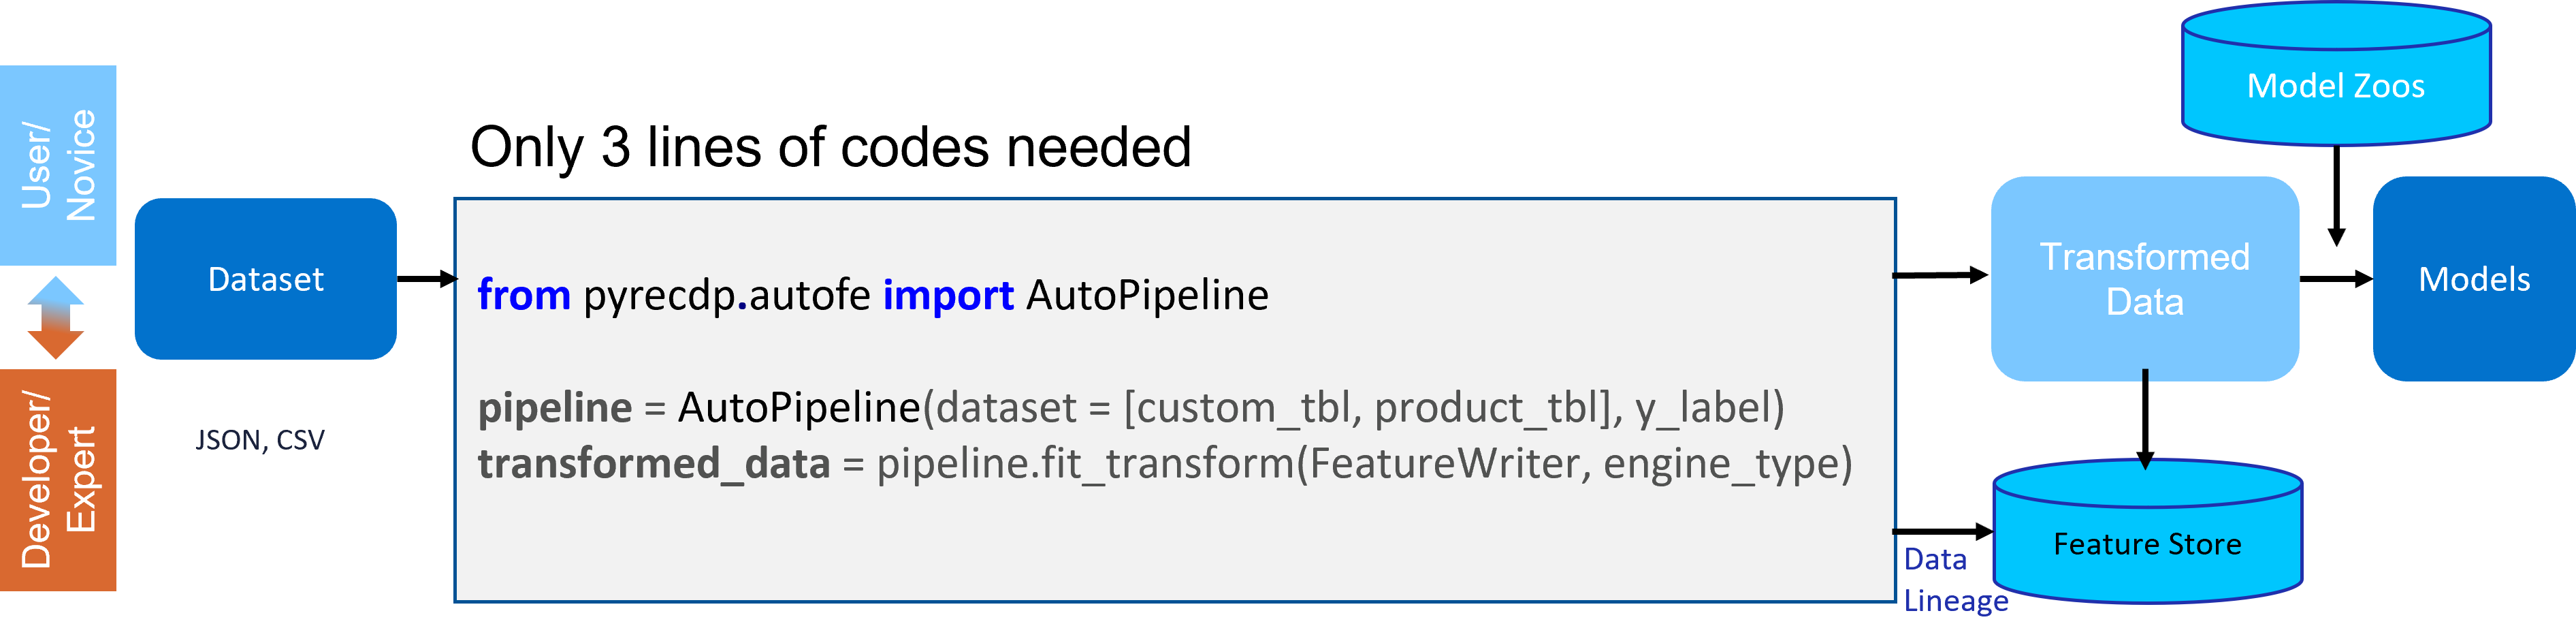 User/
Novice
Developer/
Expert
Dataset
JSON, CSV
Only 3 lines of codes needed
from pyrecdp.autofe import AutoPipeline
pipeline = AutoPipeline(dataset = [custom_tbl, product_tbl], y_label)
transformed_data = pipeline.fit_transform(FeatureWriter, engine_type)
Data
Lineage
Transformed
Data
Feature Store
Model Zoos
Models